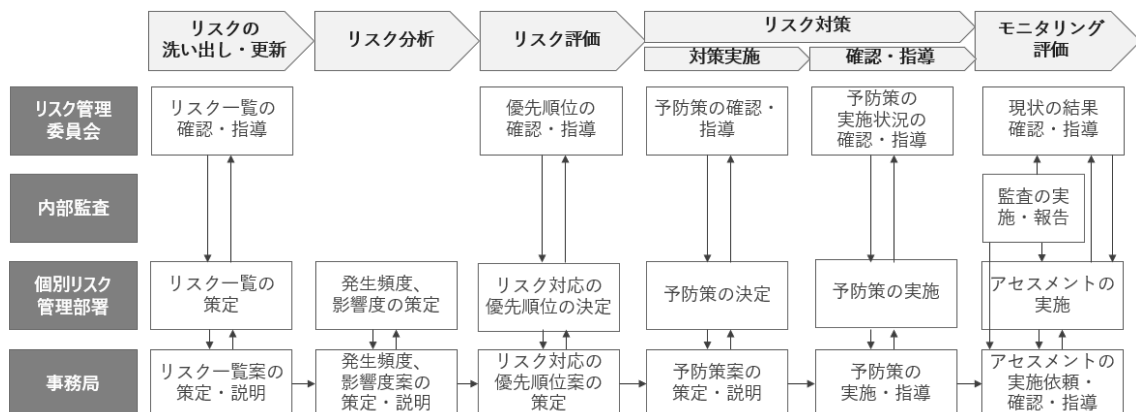 リスクの
洗い出し・更新
リスク分析
リスク評価
リスク対策
対策実施
確認・指導
モニタリング
評価
リスク管理
委員会
リスク一覧の
確認・指導
優先順位の
確認・指導
予防策の確認・
指導
予防策の
実施状況の
確認・指導
現状の結果
確認・指導
内部監査
監査の実
施・報告
個別リスク
管理部署
リスク一覧の
策定
発生頻度、
影響度の策定
リスク対応の
優先順位の決定
予防策の決定
予防策の実施
アセスメントの
実施
事務局
リスク一覧案の
策定・説明
発生頻度、
影響度案の
策定・説明
リスク対応の
優先順位案の
策定
予防策案の
策定・説明
予防策の
実施・指導
アセスメントの
実施依頼・
確認・指導